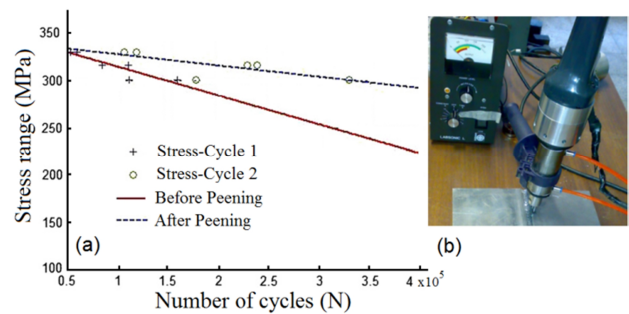 350
300
250
200
150
100
Stress range (MPa)
Stress-Cycle 1
Stress-Cycle 2
Before Peening
After Peening
(a)
0.5
1
1.5
2
2.5
3
3.5
4 x10⁵
Number of cycles (N)
(b)